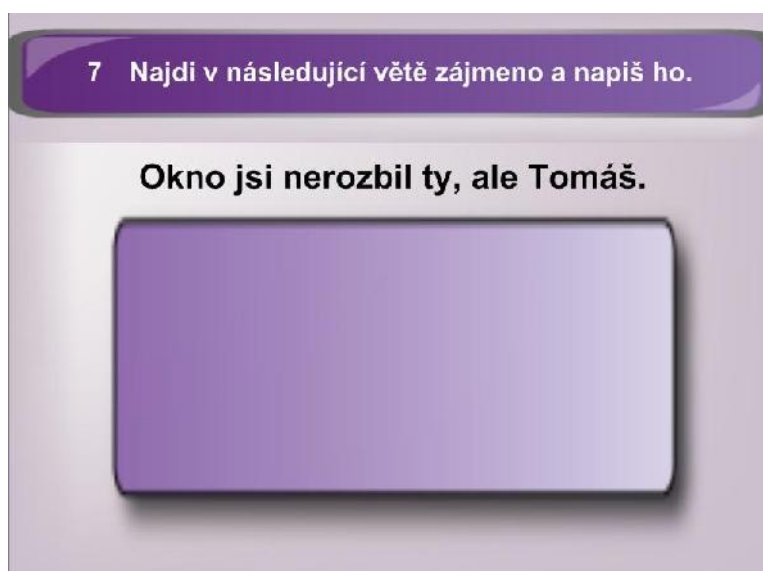 7 Najdi v následující větě zájmeno a napiš ho.
Okno jsi nerozbil ty, ale Tomáš.